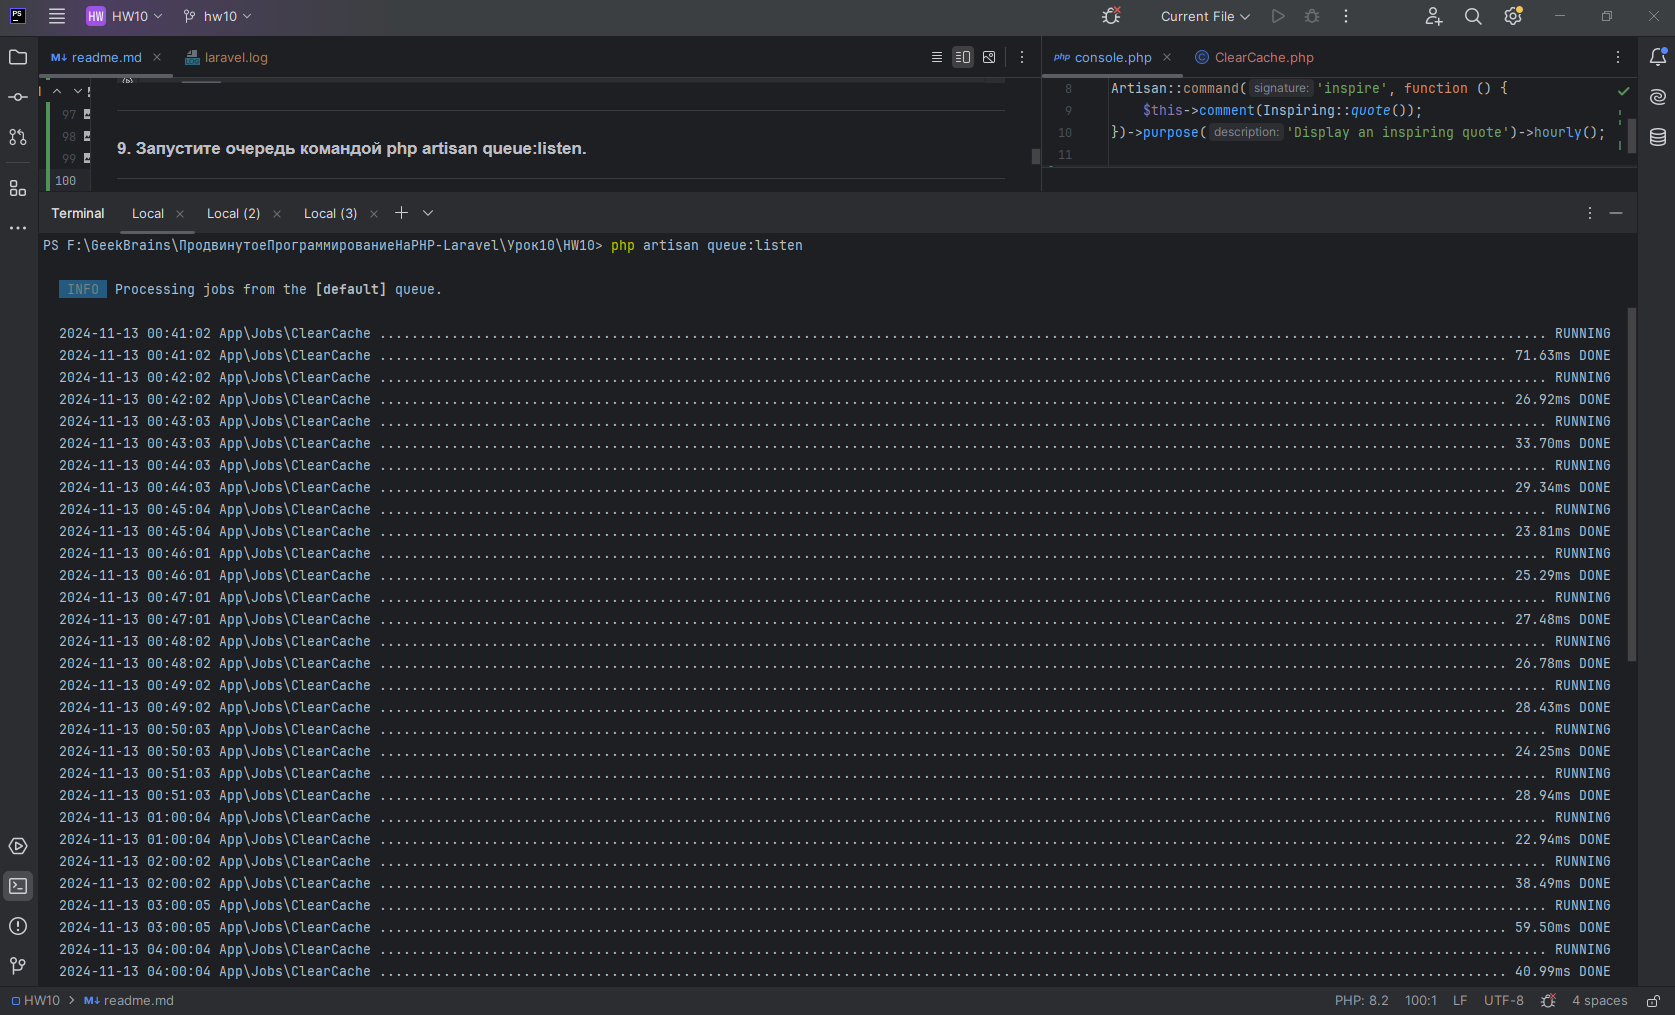 PS HW HW10 hw10 Current File
M↓ readme.md laravel.log
php console.php ClearCache.php
97
98
99
100
9. Запустите очередь командой php artisan queue:listen.
8 Artisan::command( signature: 'inspire', function () {
9 $this->comment(Inspiring::quote());
10 })->purpose( description: 'Display an inspiring quote')->hourly();
11
Terminal Local Local (2) Local (3)
PS F:\GeekBrains\ПродвинутоеПрограммированиеНаPHP-Laravel\Урок10\HW10> php artisan queue:listen
INFO Processing jobs from the [default] queue.
2024-11-13 00:41:02 App\Jobs\ClearCache ... RUNNING
2024-11-13 00:41:02 App\Jobs\ClearCache ... 71.63ms DONE
2024-11-13 00:42:02 App\Jobs\ClearCache ... RUNNING
2024-11-13 00:42:02 App\Jobs\ClearCache ... 26.92ms DONE
2024-11-13 00:43:03 App\Jobs\ClearCache ... RUNNING
2024-11-13 00:43:03 App\Jobs\ClearCache ... 33.70ms DONE
2024-11-13 00:44:03 App\Jobs\ClearCache ... RUNNING
2024-11-13 00:44:03 App\Jobs\ClearCache ... 29.34ms DONE
2024-11-13 00:45:04 App\Jobs\ClearCache ... RUNNING
2024-11-13 00:45:04 App\Jobs\ClearCache ... 23.81ms DONE
2024-11-13 00:46:01 App\Jobs\ClearCache ... RUNNING
2024-11-13 00:46:01 App\Jobs\ClearCache ... 25.29ms DONE
2024-11-13 00:47:01 App\Jobs\ClearCache ... RUNNING
2024-11-13 00:47:01 App\Jobs\ClearCache ... 27.48ms DONE
2024-11-13 00:48:02 App\Jobs\ClearCache ... RUNNING
2024-11-13 00:48:02 App\Jobs\ClearCache ... 26.78ms DONE
2024-11-13 00:49:02 App\Jobs\ClearCache ... RUNNING
2024-11-13 00:49:02 App\Jobs\ClearCache ... 28.43ms DONE
2024-11-13 00:50:03 App\Jobs\ClearCache ... RUNNING
2024-11-13 00:50:03 App\Jobs\ClearCache ... 24.25ms DONE
2024-11-13 00:51:03 App\Jobs\ClearCache ... RUNNING
2024-11-13 00:51:03 App\Jobs\ClearCache ... 28.94ms DONE
2024-11-13 01:00:04 App\Jobs\ClearCache ... RUNNING
2024-11-13 01:00:04 App\Jobs\ClearCache ... 22.94ms DONE
2024-11-13 02:00:02 App\Jobs\ClearCache ... RUNNING
2024-11-13 02:00:02 App\Jobs\ClearCache ... 38.49ms DONE
2024-11-13 03:00:05 App\Jobs\ClearCache ... RUNNING
2024-11-13 03:00:05 App\Jobs\ClearCache ... 59.50ms DONE
2024-11-13 04:00:04 App\Jobs\ClearCache ... RUNNING
2024-11-13 04:00:04 App\Jobs\ClearCache ... 40.99ms DONE
HW10 > M↓ readme.md PHP: 8.2 100:1 LF UTF-8 4 spaces